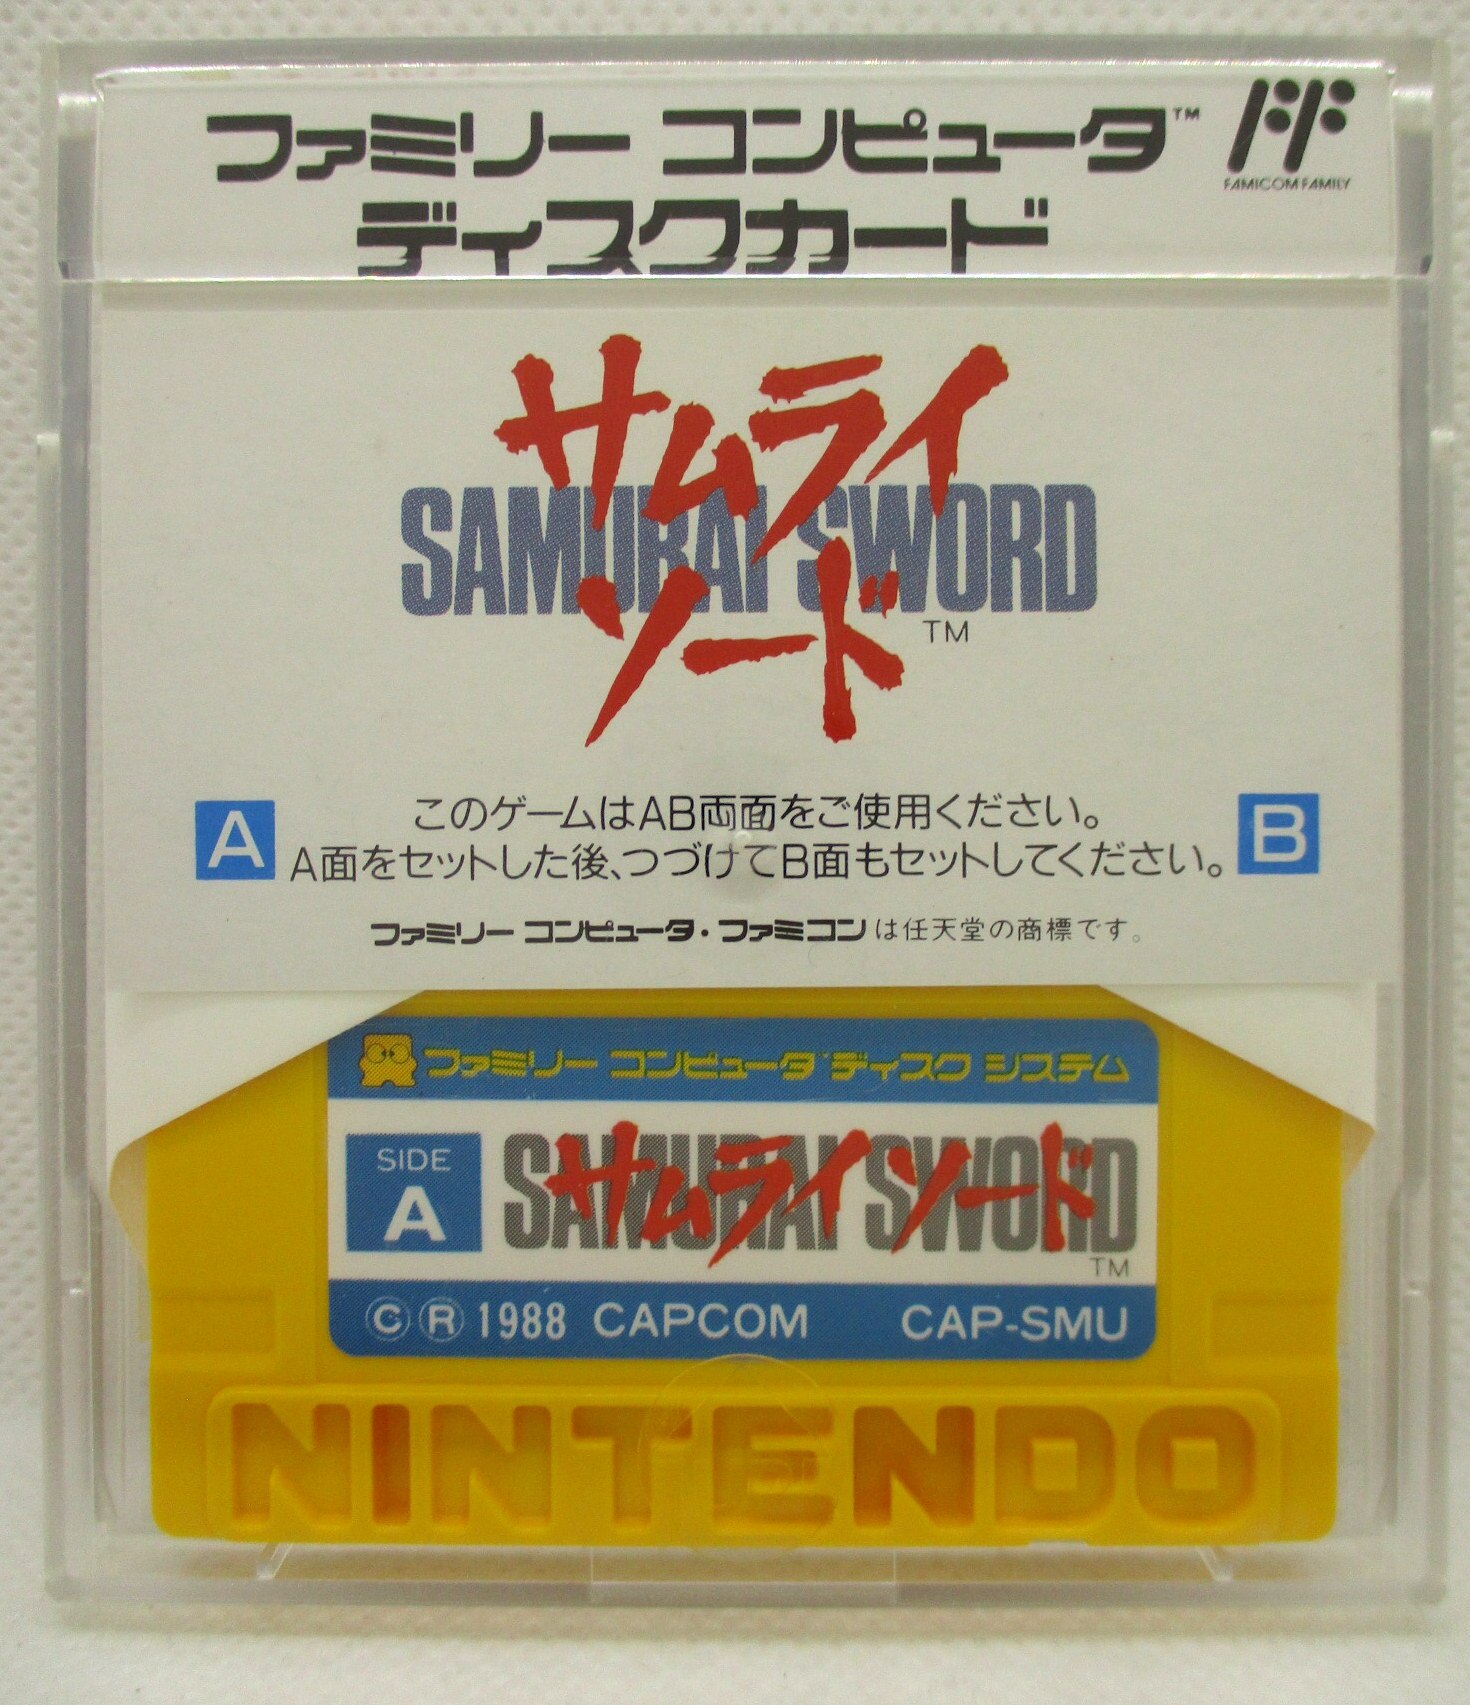 ファミリー コンピュータ™
FAMICOM FAMILY
ディスクカード
サムライ
SAMURAI SWORD
ソード
TM
A
このゲームはAB両面をご使用ください。
A面をセットした後、つづけてB面もセットしてください。
B
ファミリー コンピュータ・ファミコンは任天堂の商標です。
ファミリー コンピュータ ディスク システム
SIDE
A
SAMURAI SWORD
サムライソード
TM
©®1988 CAPCOM CAP-SMU
NINTENDO